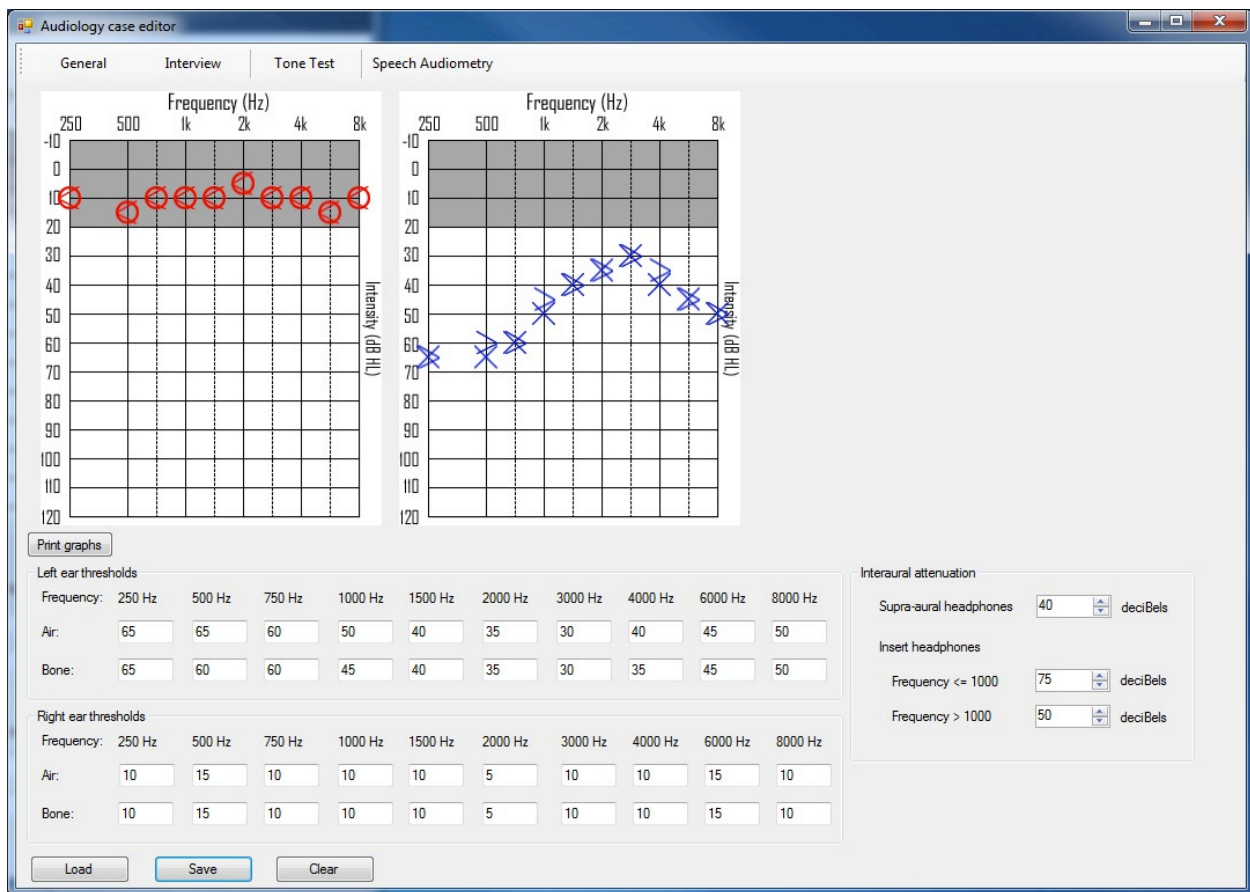 Audiology case editor
General Interview Tone Test Speech Audiometry
Frequency (Hz)
250 500 1k 2k 4k 8k
-10
0
10
20
30
40
50
60
70
80
90
100
110
120
Intensity (dB HL)
Frequency (Hz)
250 500 1k 2k 4k 8k
-10
0
10
20
30
40
50
60
70
80
90
100
110
120
Intensity (dB HL)
Print graphs
Left ear thresholds
Frequency: 250 Hz 500 Hz 750 Hz 1000 Hz 1500 Hz 2000 Hz 3000 Hz 4000 Hz 6000 Hz 8000 Hz
Air: 65 65 60 50 40 35 30 40 45 50
Bone: 65 60 60 45 40 35 30 35 45 50
Right ear thresholds
Frequency: 250 Hz 500 Hz 750 Hz 1000 Hz 1500 Hz 2000 Hz 3000 Hz 4000 Hz 6000 Hz 8000 Hz
Air: 10 15 10 10 10 5 10 10 15 10
Bone: 10 15 10 10 10 5 10 10 15 10
Interaural attenuation
Supra-aural headphones 40 deciBels
Insert headphones
Frequency <= 1000 75 deciBels
Frequency > 1000 50 deciBels
Load Save Clear